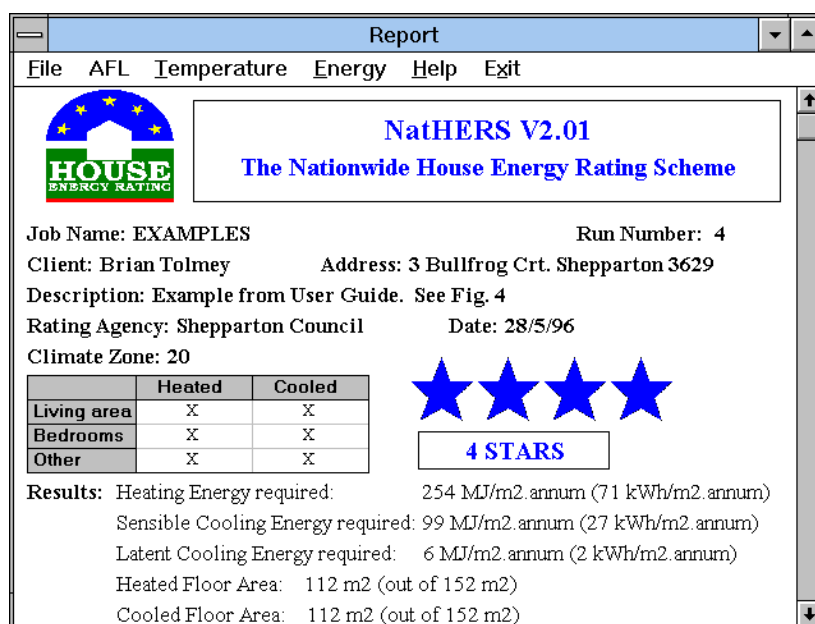 Report
File AFL Temperature Energy Help Exit
HOUSE
ENERGY RATING
NatHERS V2.01
The Nationwide House Energy Rating Scheme
Job Name: EXAMPLES Run Number: 4
Client: Brian Tolmey Address: 3 Bullfrog Crt. Shepparton 3629
Description: Example from User Guide. See Fig. 4
Rating Agency: Shepparton Council Date: 28/5/96
Climate Zone: 20
Heated Cooled
Living area X X
Bedrooms X X
Other X X
4 STARS
Results: Heating Energy required: 254 MJ/m2.annum (71 kWh/m2.annum)
Sensible Cooling Energy required: 99 MJ/m2.annum (27 kWh/m2.annum)
Latent Cooling Energy required: 6 MJ/m2.annum (2 kWh/m2.annum)
Heated Floor Area: 112 m2 (out of 152 m2)
Cooled Floor Area: 112 m2 (out of 152 m2)